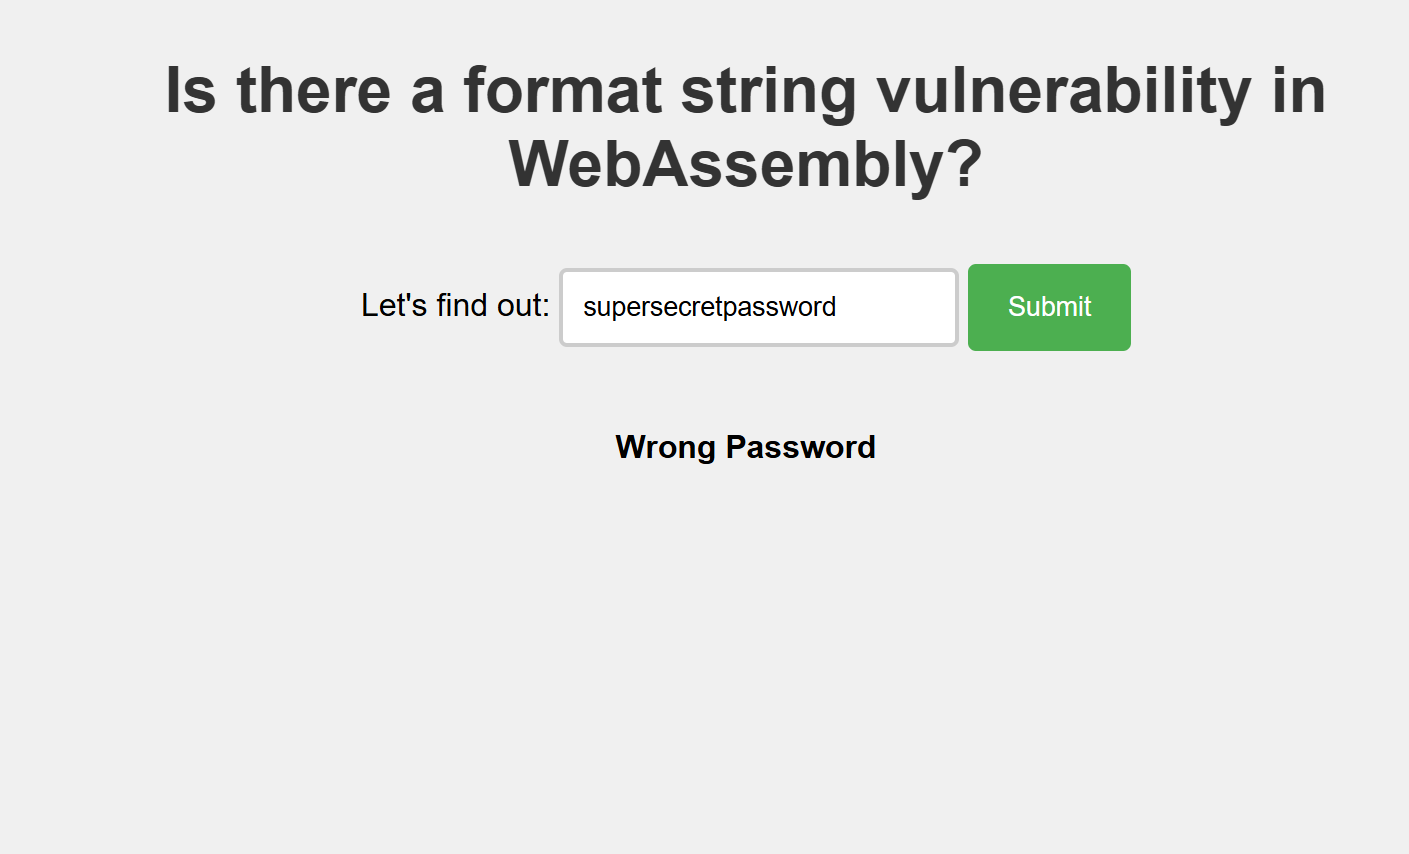 Is there a format string vulnerability in
WebAssembly?
Let's find out: supersecretpassword Submit
Wrong Password